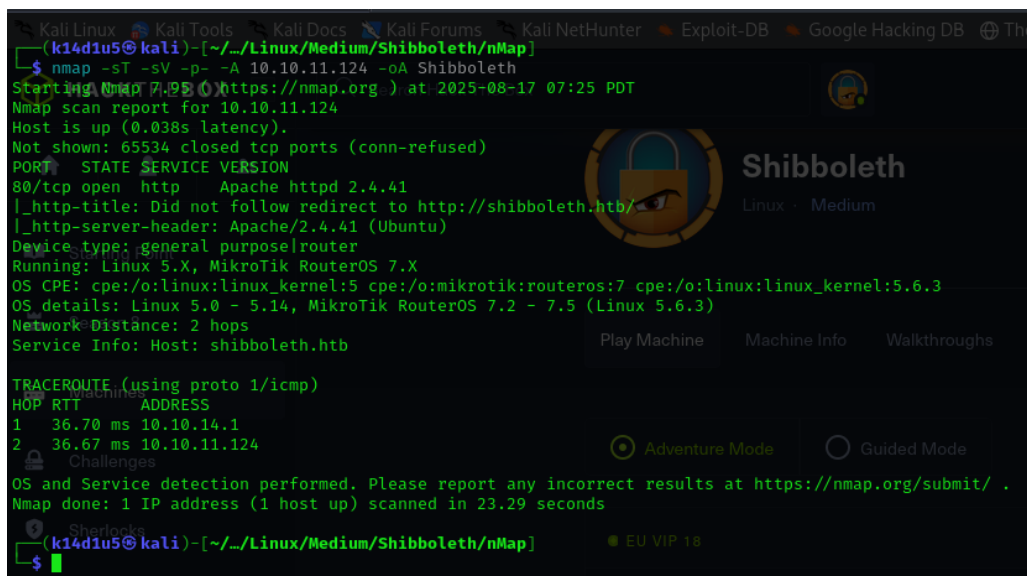 Kali Linux Kali Tools Kali Docs Kali Forums Kali NetHunter Exploit-DB Google Hacking DB
┌──(k14d1u5㉿kali)-[~/…/Linux/Medium/Shibboleth/nMap]
└─$ nmap -sT -sV -p- -A 10.10.11.124 -oA Shibboleth
Starting Nmap 7.95 ( https://nmap.org ) at 2025-08-17 07:25 PDT
Nmap scan report for 10.10.11.124
Host is up (0.038s latency).
Not shown: 65534 closed tcp ports (conn-refused)
PORT   STATE SERVICE VERSION
80/tcp open  http    Apache httpd 2.4.41
|_http-title: Did not follow redirect to http://shibboleth.htb/
|_http-server-header: Apache/2.4.41 (Ubuntu)
Device type: general purpose|router
Running: Linux 5.X, MikroTik RouterOS 7.X
OS CPE: cpe:/o:linux:linux_kernel:5 cpe:/o:mikrotik:routeros:7 cpe:/o:linux:linux_kernel:5.6.3
OS details: Linux 5.0 - 5.14, MikroTik RouterOS 7.2 - 7.5 (Linux 5.6.3)
Network Distance: 2 hops
Service Info: Host: shibboleth.htb
TRACEROUTE (using proto 1/icmp)
HOP RTT      ADDRESS
1   36.70 ms 10.10.14.1
2   36.67 ms 10.10.11.124
OS and Service detection performed. Please report any incorrect results at https://nmap.org/submit/ .
Nmap done: 1 IP address (1 host up) scanned in 23.29 seconds
┌──(k14d1u5㉿kali)-[~/…/Linux/Medium/Shibboleth/nMap]
└─$
HACKTHEBOX
Starting Point
Machines
Challenges
Sherlocks
Shibboleth
Linux · Medium
Play Machine Machine Info Walkthroughs
Adventure Mode Guided Mode
EU VIP 18